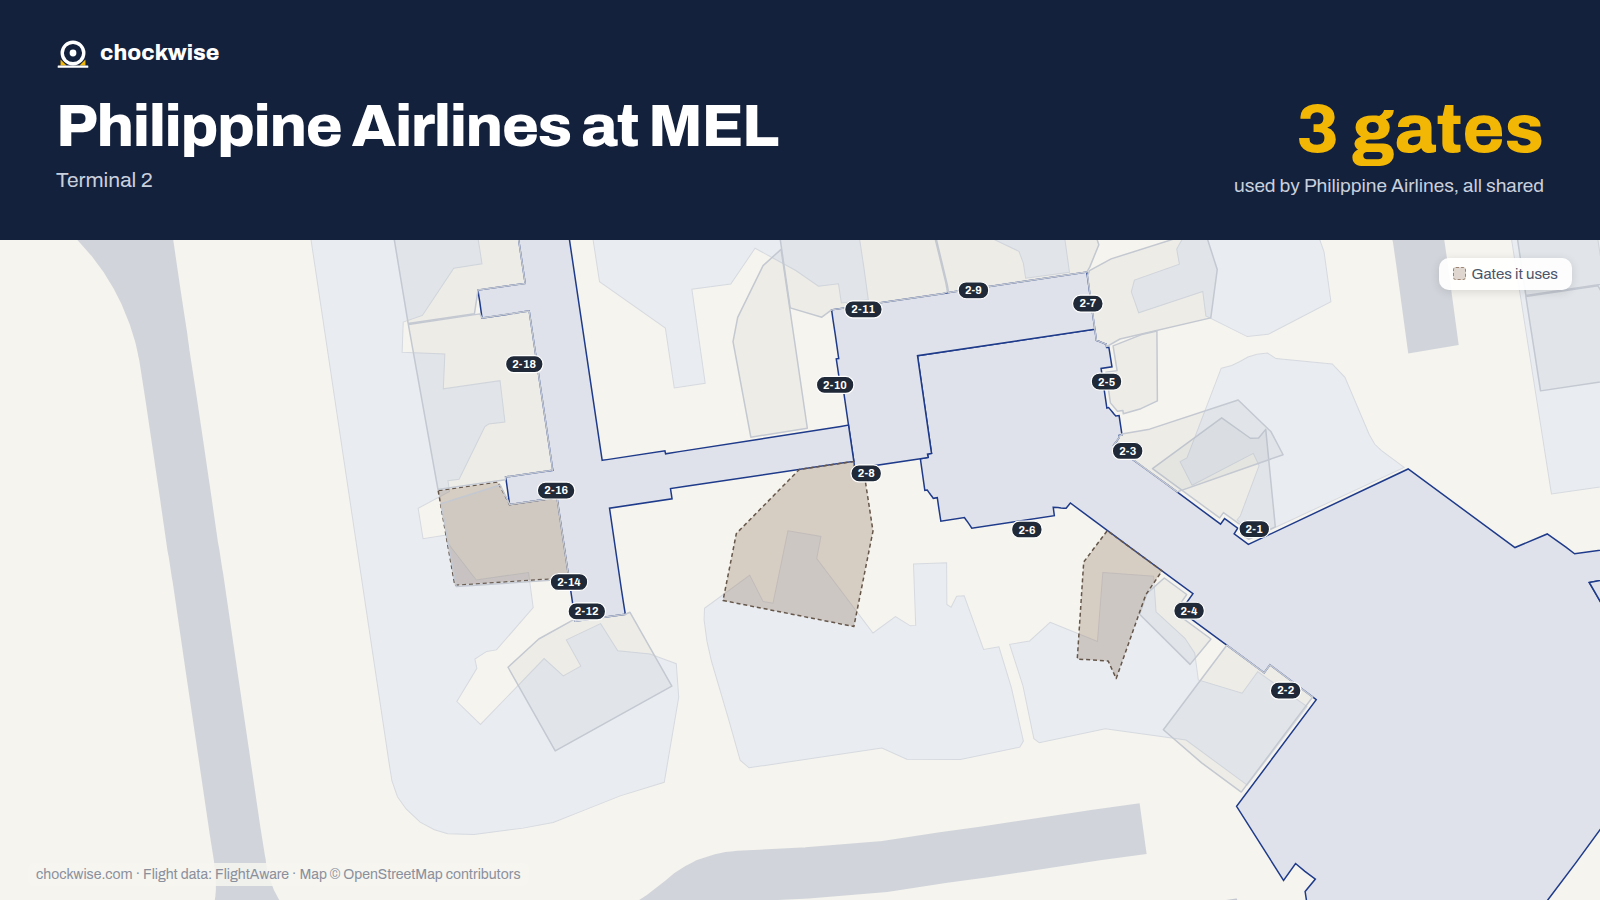 chockwise
Philippine Airlines at MEL
Terminal 2
3 gates
used by Philippine Airlines, all shared
Gates it uses
2-9
2-11
2-7
2-18
2-10
2-5
2-3
2-8
2-16
2-6
2-1
2-14
2-12
2-4
2-2
chockwise.com · Flight data: FlightAware · Map © OpenStreetMap contributors